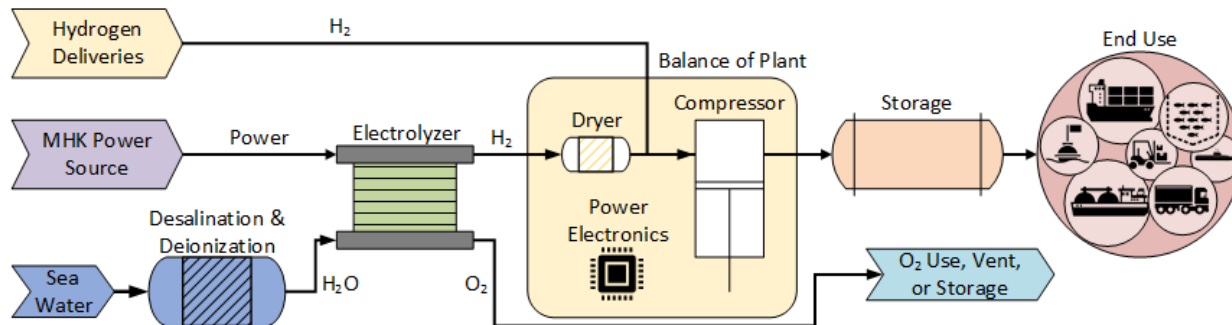 Hydrogen
Deliveries
H₂
Balance of Plant
End Use
MHK Power
Source
Power
Electrolyzer
H₂
Dryer
Compressor
Storage
Power
Electronics
Desalination &
Deionization
Sea
Water
H₂O
O₂
O₂ Use, Vent,
or Storage